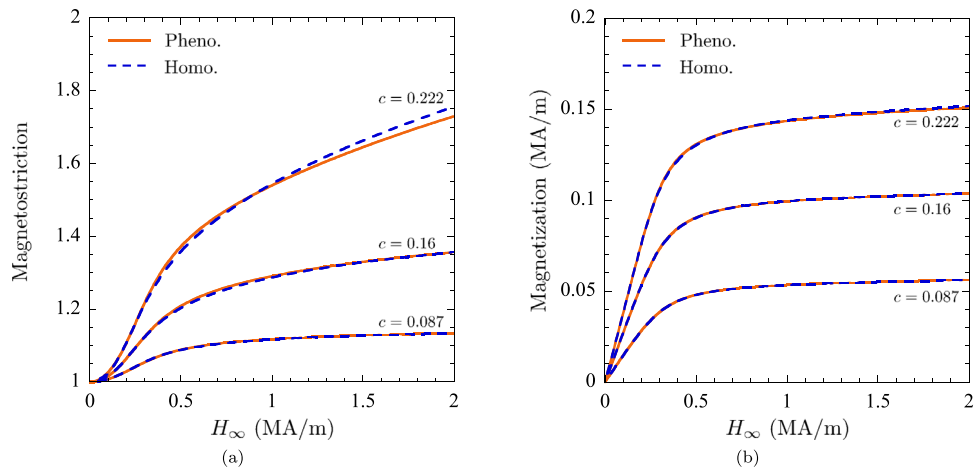 2
1.8
1.6
1.4
1.2
1
Magnetostriction
Pheno.
Homo.
c = 0.222
c = 0.16
c = 0.087
0
0.5
1
1.5
2
H∞ (MA/m)
(a)
0.2
0.15
0.1
0.05
0
Magnetization (MA/m)
Pheno.
Homo.
c = 0.222
c = 0.16
c = 0.087
0
0.5
1
1.5
2
H∞ (MA/m)
(b)